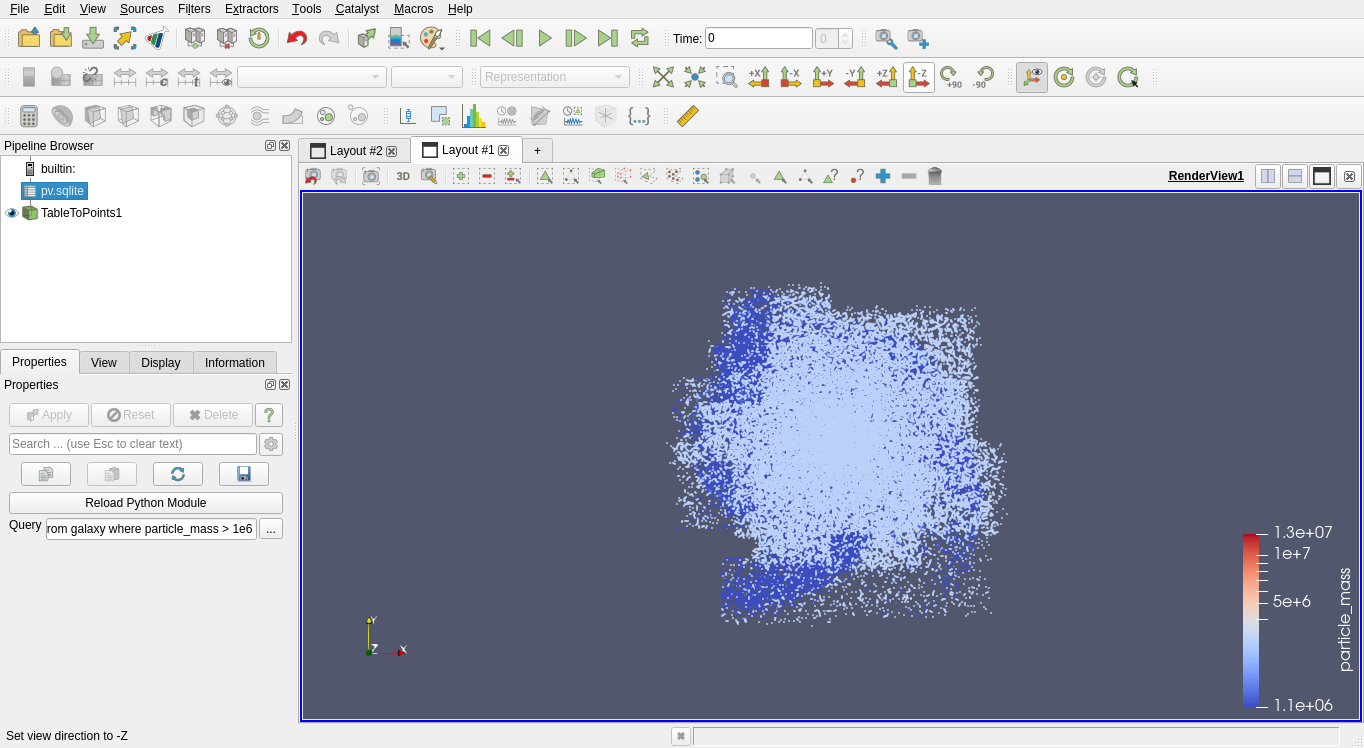 File Edit View Sources Filters Extractors Tools Catalyst Macros Help
Time: 0 0
Representation +X -X +Y -Y +Z -Z +90 -90
Pipeline Browser
Layout #2 Layout #1 +
builtin:
3D RenderView1
pv.sqlite
TableToPoints1
Properties View Display Information
Properties
Apply Reset Delete ?
Search ... (use Esc to clear text)
Reload Python Module
Query rom galaxy where particle_mass > 1e6 ...
1.3e+07
1e+7
5e+6
1.1e+06
particle_mass
Y
Z X
Set view direction to -Z